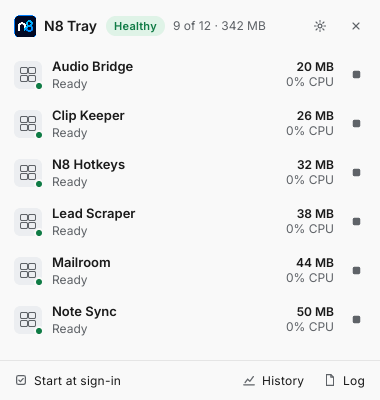 n8 N8 Tray Healthy 9 of 12 · 342 MB
Audio Bridge 20 MB
Ready 0% CPU
Clip Keeper 26 MB
Ready 0% CPU
N8 Hotkeys 32 MB
Ready 0% CPU
Lead Scraper 38 MB
Ready 0% CPU
Mailroom 44 MB
Ready 0% CPU
Note Sync 50 MB
Ready 0% CPU
Start at sign-in History Log